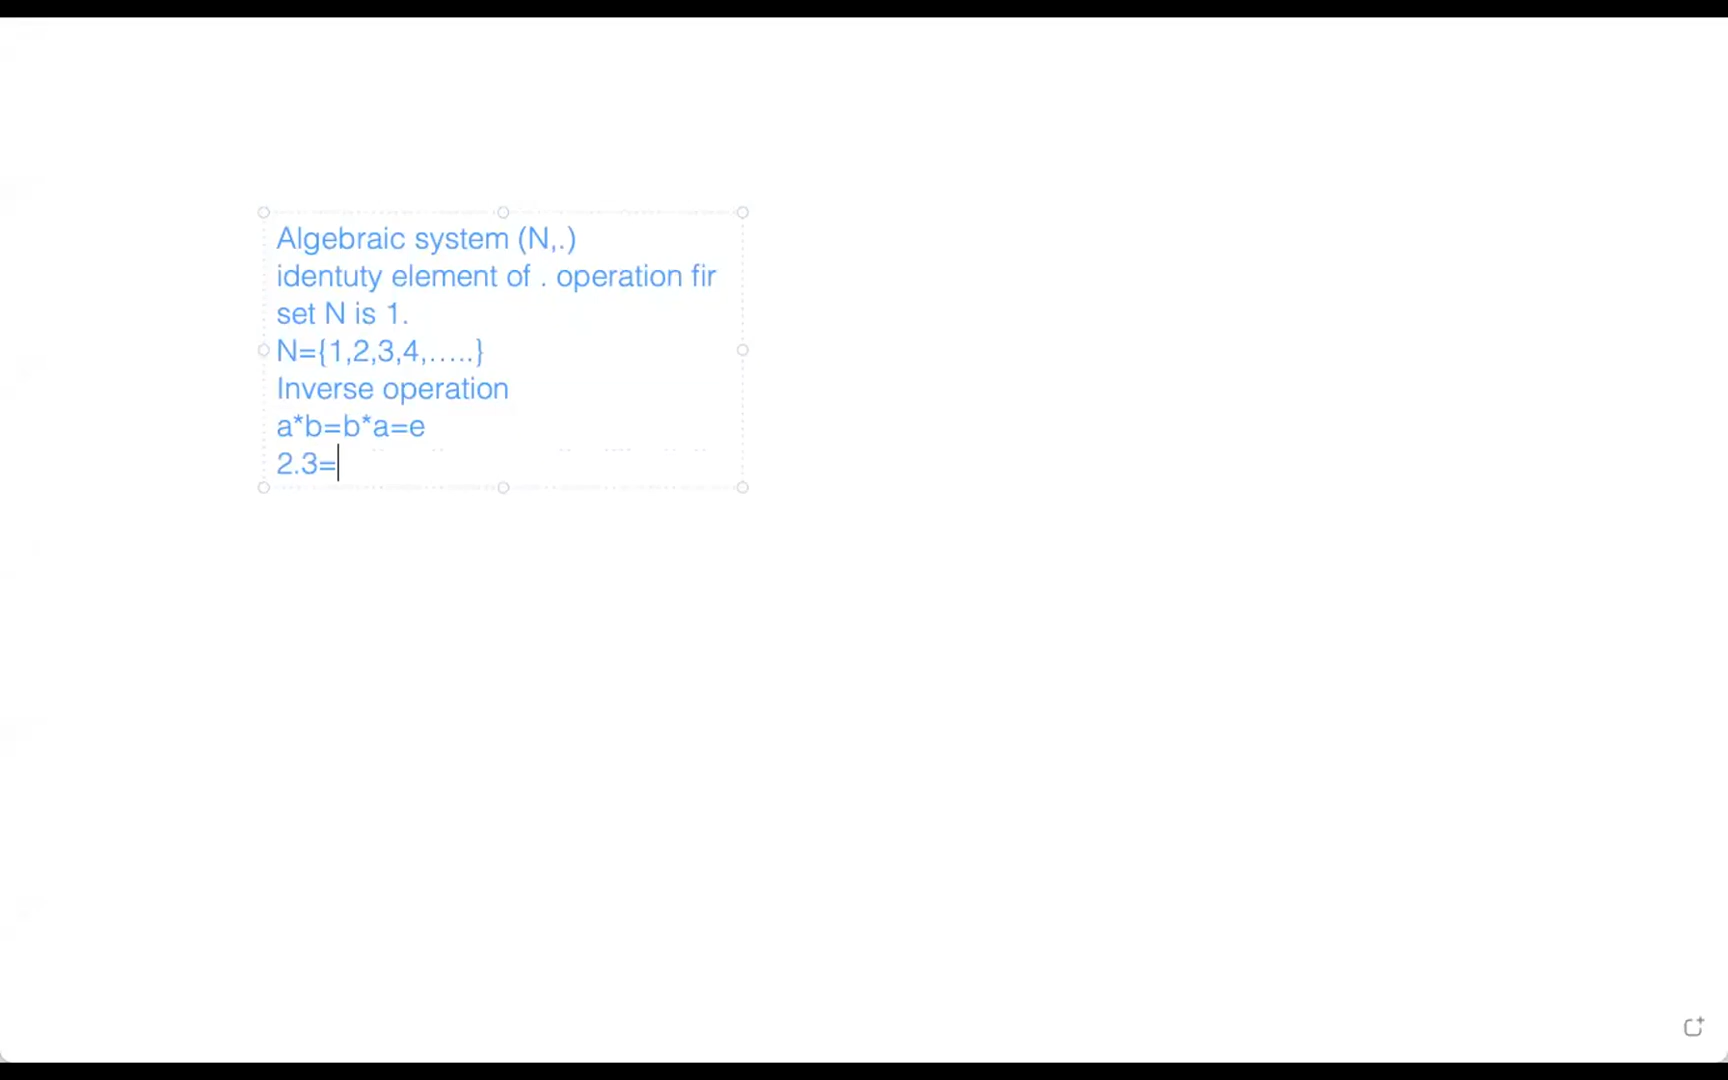 Algebraic system (N,.)
identuty element of . operation fir
set N is 1.
N={1,2,3,4,.....}
Inverse operation
a*b=b*a=e
2.3=